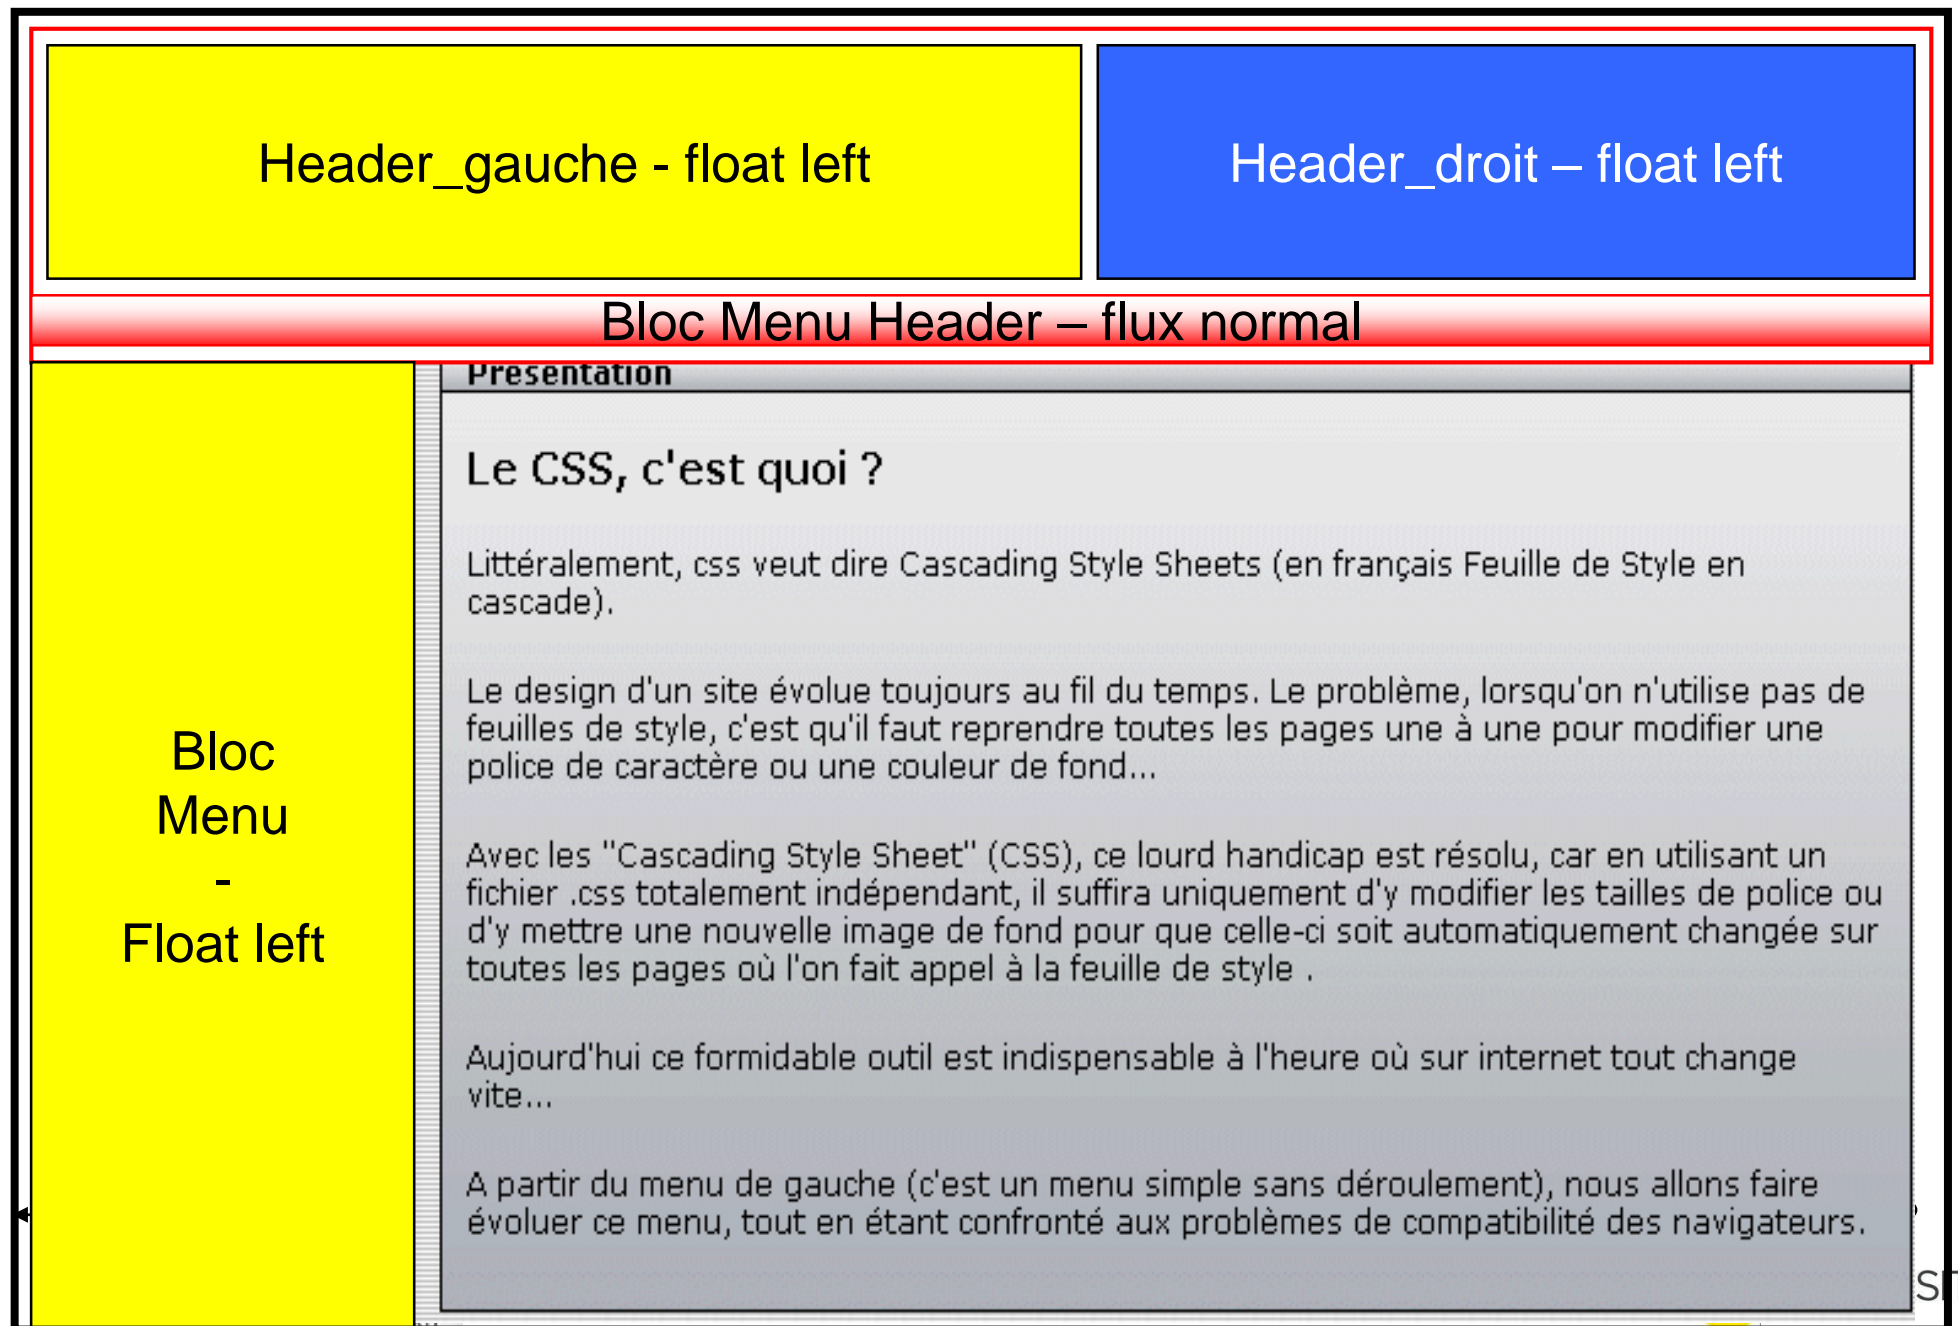 Header_gauche - float left
Header_droit – float left
Bloc Menu Header – flux normal
Présentation
Bloc
Menu
-
Float left
Le CSS, c'est quoi ?
Littéralement, css veut dire Cascading Style Sheets (en français Feuille de Style en
cascade).
Le design d'un site évolue toujours au fil du temps. Le problème, lorsqu'on n'utilise pas de
feuilles de style, c'est qu'il faut reprendre toutes les pages une à une pour modifier une
police de caractère ou une couleur de fond...
Avec les "Cascading Style Sheet" (CSS), ce lourd handicap est résolu, car en utilisant un
fichier .css totalement indépendant, il suffira uniquement d'y modifier les tailles de police ou
d'y mettre une nouvelle image de fond pour que celle-ci soit automatiquement changée sur
toutes les pages où l'on fait appel à la feuille de style .
Aujourd'hui ce formidable outil est indispensable à l'heure où sur internet tout change
vite...
A partir du menu de gauche (c'est un menu simple sans déroulement), nous allons faire
évoluer ce menu, tout en étant confronté aux problèmes de compatibilité des navigateurs.